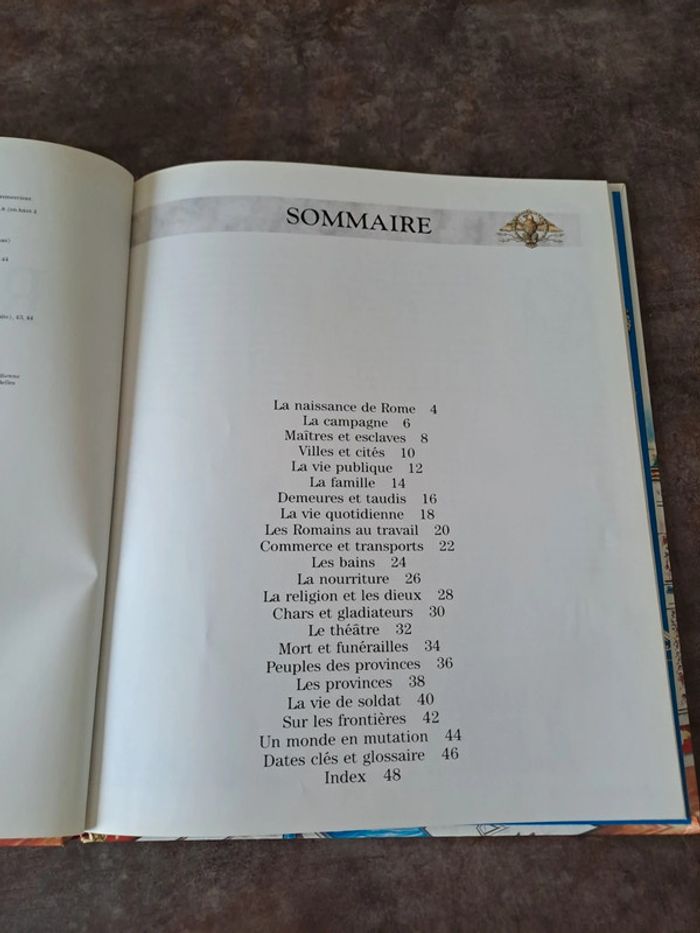 44
43, 44
SOMMAIRE
La naissance de Rome 4
La campagne 6
Maîtres et esclaves 8
Villes et cités 10
La vie publique 12
La famille 14
Demeures et taudis 16
La vie quotidienne 18
Les Romains au travail 20
Commerce et transports 22
Les bains 24
La nourriture 26
La religion et les dieux 28
Chars et gladiateurs 30
Le théâtre 32
Mort et funérailles 34
Peuples des provinces 36
Les provinces 38
La vie de soldat 40
Sur les frontières 42
Un monde en mutation 44
Dates clés et glossaire 46
Index 48